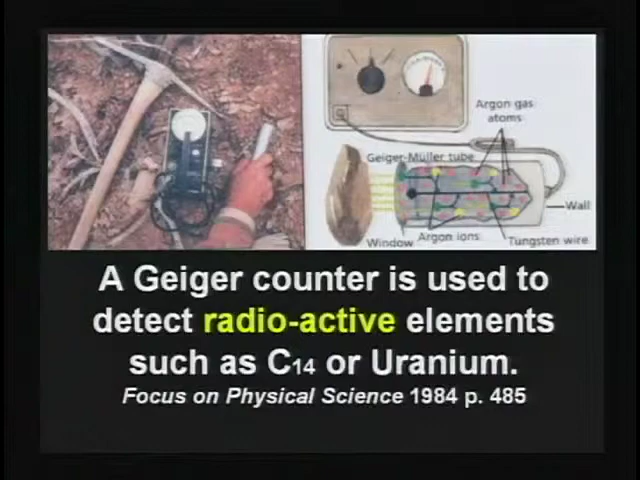 Argon gas
atoms
Geiger-Müller tube
Wall
Window
Argon ions
Tungsten wire
A Geiger counter is used to
detect radio-active elements
such as C14 or Uranium.
Focus on Physical Science 1984 p. 485